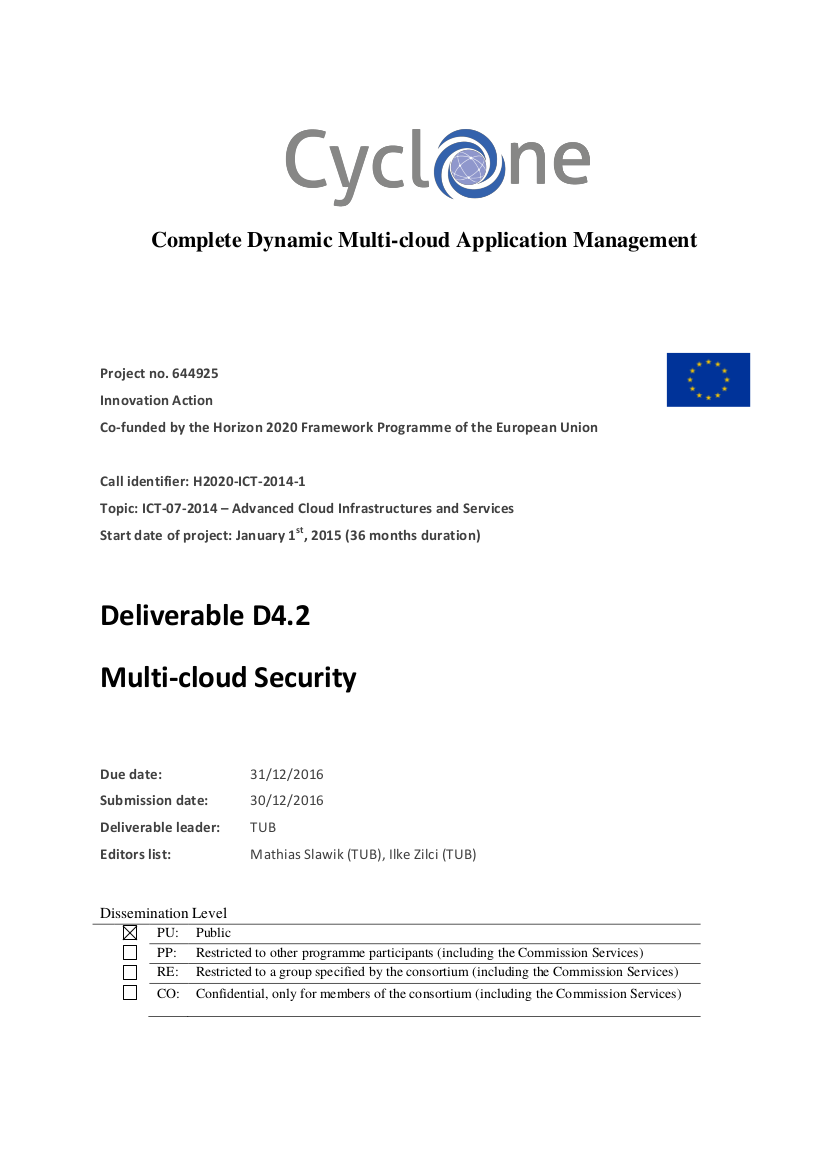 Cyclone
Complete Dynamic Multi-cloud Application Management
Project no. 644925
Innovation Action
Co-funded by the Horizon 2020 Framework Programme of the European Union
Call identifier: H2020-ICT-2014-1
Topic: ICT-07-2014 – Advanced Cloud Infrastructures and Services
Start date of project: January 1st, 2015 (36 months duration)
Deliverable D4.2
Multi-cloud Security
Due date: 31/12/2016
Submission date: 30/12/2016
Deliverable leader: TUB
Editors list: Mathias Slawik (TUB), Ilke Zilci (TUB)
Dissemination Level
☒ PU: Public
☐ PP: Restricted to other programme participants (including the Commission Services)
☐ RE: Restricted to a group specified by the consortium (including the Commission Services)
☐ CO: Confidential, only for members of the consortium (including the Commission Services)